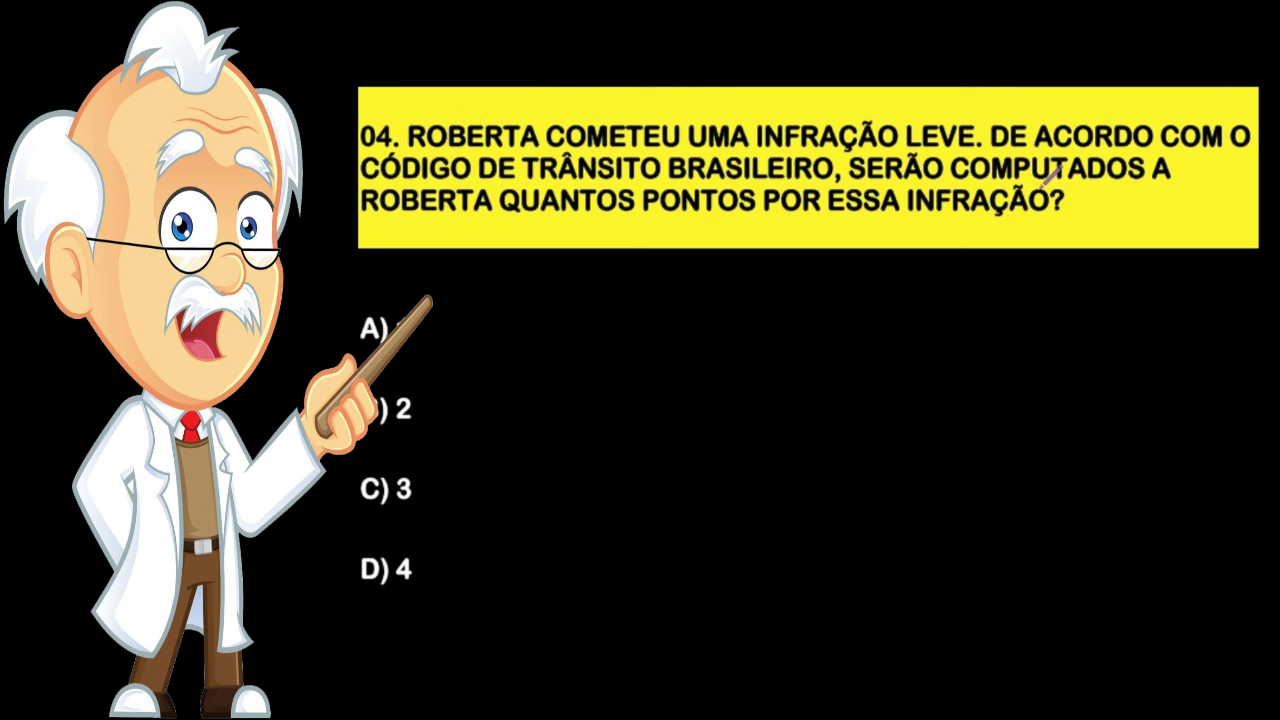 04. ROBERTA COMETEU UMA INFRAÇÃO LEVE. DE ACORDO COM O
CÓDIGO DE TRÂNSITO BRASILEIRO, SERÃO COMPUTADOS A
ROBERTA QUANTOS PONTOS POR ESSA INFRAÇÃO?
A)
) 2
C) 3
D) 4